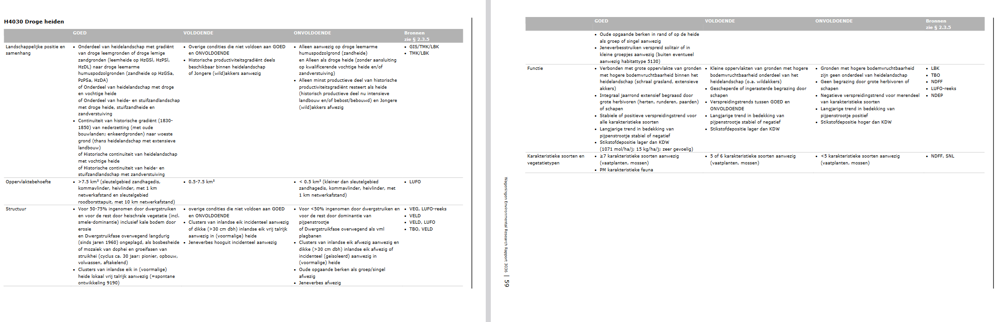 H4030 Droge heiden
GOED
VOLDOENDE
ONVOLDOENDE
Bronnen
zie § 2.3.5
Landschappelijke positie en
samenhang
• Onderdeel van heidelandschap met gradiënt
van droge leemgronden of droge lemige
zandgronden (leemheide op HzGSl, HzPSl,
HzDL) naar droge leemarme
humuspodzolgronden (zandheide op HzGSa,
PzPSa, HzDA)
of Onderdeel van heidelandschap met droge
en vochtige heide
of Onderdeel van heide- en stuifzandlandschap
met droge heide, stuifzandheide en
zandverstuiving
• Continuïteit van historische gradiënt (1830-
1850) van nederzetting (met oude
bouwlanden; enkeerdgronden) naar woeste
grond (thans heidelandschap met extensieve
landbouw)
of Historische continuïteit van heidelandschap
met vochtige heide
of Historische continuïteit van heide- en
stuifzandlandschap met zandverstuiving
• Overige condities die niet voldoen aan GOED
en ONVOLDOENDE
• Historische productiviteitsgradiënt deels
beschikbaar binnen heidelandschap
of Jongere (wild)akkers aanwezig
• Alleen aanwezig op droge leemarme
humuspodzolgrond (zandheide)
en Alleen als droge heide (zonder aansluiting
op kwalificerende vochtige heide en/of
zandverstuiving)
• Alleen minst productieve deel van historische
productiviteitsgradiënt resteert als heide
(historisch productieve deel nu intensieve
landbouw en/of bebost/bebouwd) en Jongere
(wild)akkers afwezig
• GIS/TMK/LBK
• TMK/LBK
Oppervlaktebehoefte
• >7.5 km² (sleutelgebied zandhagedis,
kommavlinder, heivlinder, met 1 km
netwerkafstand en sleutelgebied
roodborsttapuit, met 10 km netwerkafstand)
• 0.5-7.5 km²
• < 0.5 km² (kleiner dan sleutelgebied
zandhagedis, kommavlinder, heivlinder, met
1 km netwerkafstand)
• LUFO
Structuur
• Voor 50-75% ingenomen door dwergstruiken
en voor de rest door heischrale vegetatie (incl.
smele-dominantie) inclusief kale bodem door
erosie
en Dwergstruikfase overwegend langdurig
(sinds jaren 1960) ongeplagd, als bosbesheide
of mozaïek van dophei en groeifasen van
struikhei (cyclus ca. 30 jaar: pionier, opbouw,
volwassen, aftakelend)
• Clusters van inlandse eik in (voormalige)
heide lokaal vrij talrijk aanwezig (=spontane
ontwikkeling 9190)
• overige condities die niet voldoen aan GOED
en ONVOLDOENDE
• Clusters van inlandse eik incidenteel aanwezig
of dikke (>30 cm dbh) inlandse eik vrij talrijk
aanwezig in (voormalige) heide
• Jeneverbes hooguit incidenteel aanwezig
• Voor <50% ingenomen door dwergstruiken en
voor de rest door dominantie van
pijpenstrootje
of Dwergstruikfase overwegend als vml
plagbanen
• Clusters van inlandse eik afwezig aanwezig en
dikke (>30 cm dbh) inlandse eik afwezig of
incidenteel (geïsoleerd) aanwezig in
(voormalige) heide
• Oude opgaande berken als groep/singel
afwezig
• Jeneverbes afwezig
• VEG, LUFO-reeks
• VELD
• VELD, LUFO
• TBO, VELD
GOED
VOLDOENDE
ONVOLDOENDE
Bronnen
zie § 2.3.5
• Oude opgaande berken in rand of op de heide
als groep of singel aanwezig
• Jeneverbesstruiken verspreid solitair of in
kleine groepjes aanwezig (buiten eventueel
aanwezig habitattype 5130)
Functie
• Verbonden met grote oppervlakte van gronden
met hogere bodemvruchtbaarheid binnen het
heidelandschap (schraal grasland, extensieve
akkers)
• Integraal jaarrond extensief begraasd door
grote herbivoren (herten, runderen, paarden)
of schapen
• Stabiele of positieve verspreidingstrend voor
alle karakteristieke soorten
• Langjarige trend in bedekking van
pijpenstrootje stabiel of negatief
• Stikstofdepositie lager dan KDW
(1071 mol/ha/j; 15 kg/ha/j; zeer gevoelig)
• Kleine oppervlakten van gronden met hogere
bodemvruchtbaarheid onderdeel van het
heidelandschap (o.a. wildakkers)
• Gescheperde of ingerasterde begrazing door
schapen
• Verspreidingstrends tussen GOED en
ONVOLDOENDE
• Langjarige trend in bedekking van
pijpenstrootje stabiel of negatief
• Stikstofdepositie lager dan KDW
• Gronden met hogere bodemvruchtbaarheid
zijn geen onderdeel van heidelandschap
• Geen begrazing door grote herbivoren of
schapen
• Negatieve verspreidingstrend voor merendeel
van karakteristieke soorten
• Langjarige trend in bedekking van
pijpenstrootje positief
• Stikstofdepositie hoger dan KDW
• LBK
• TBO
• NDFF
• LUFO-reeks
• NDEP
Karakteristieke soorten en
vegetatietypen
• ≥7 karakteristieke soorten aanwezig
(vaatplanten, mossen)
• PM karakteristieke fauna
• 5 of 6 karakteristieke soorten aanwezig
(vaatplanten, mossen)
• <5 karakteristieke soorten aanwezig
(vaatplanten, mossen)
• NDFF, SNL
Wageningen Environmental Research Rapport 3036 | 59